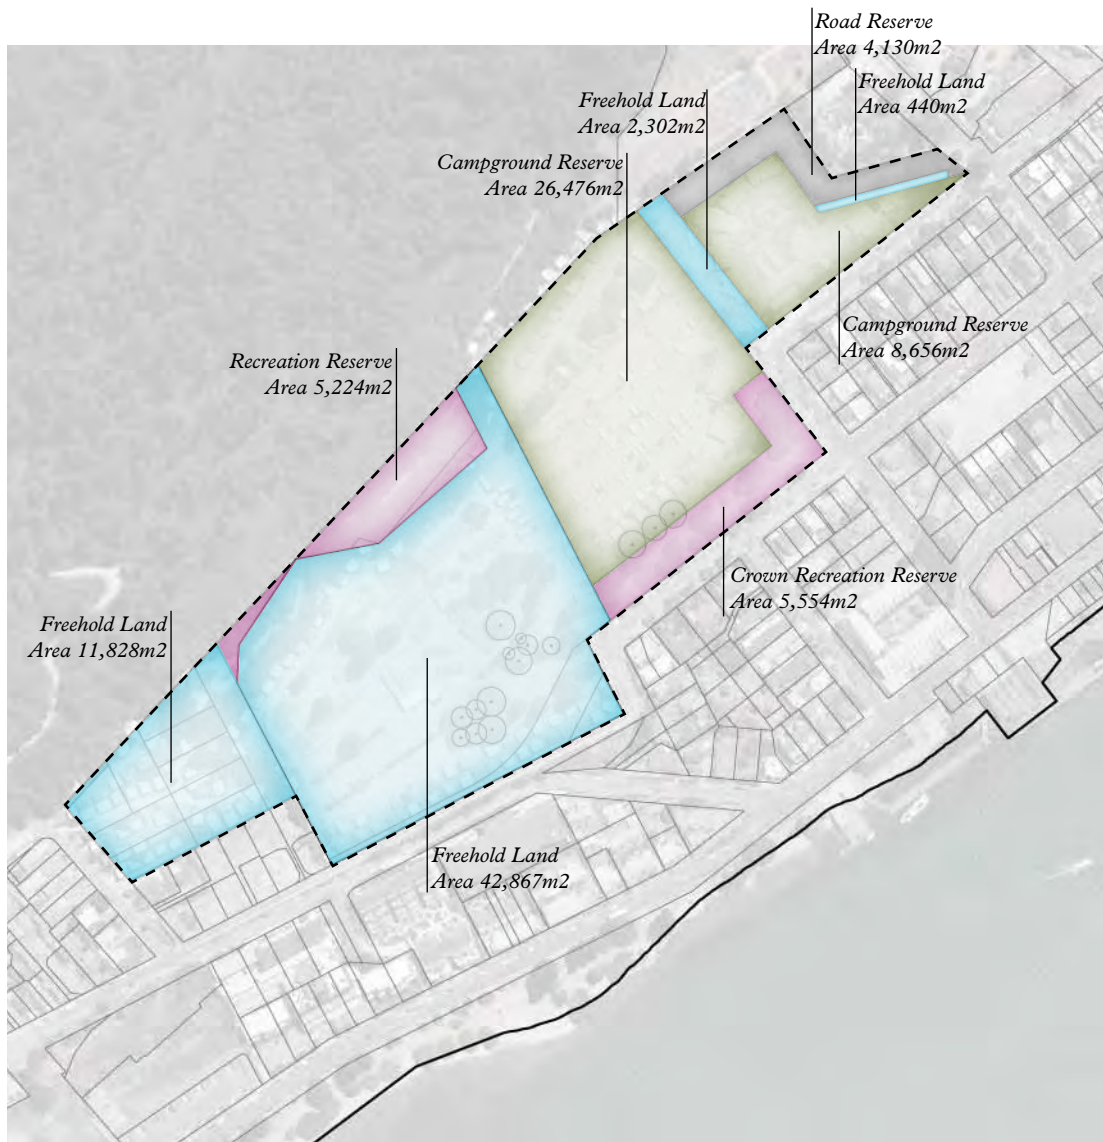 Road Reserve
Area 4,130m2
Freehold Land
Area 440m2
Freehold Land
Area 2,302m2
Campground Reserve
Area 26,476m2
Campground Reserve
Area 8,656m2
Recreation Reserve
Area 5,224m2
Crown Recreation Reserve
Area 5,554m2
Freehold Land
Area 11,828m2
Freehold Land
Area 42,867m2